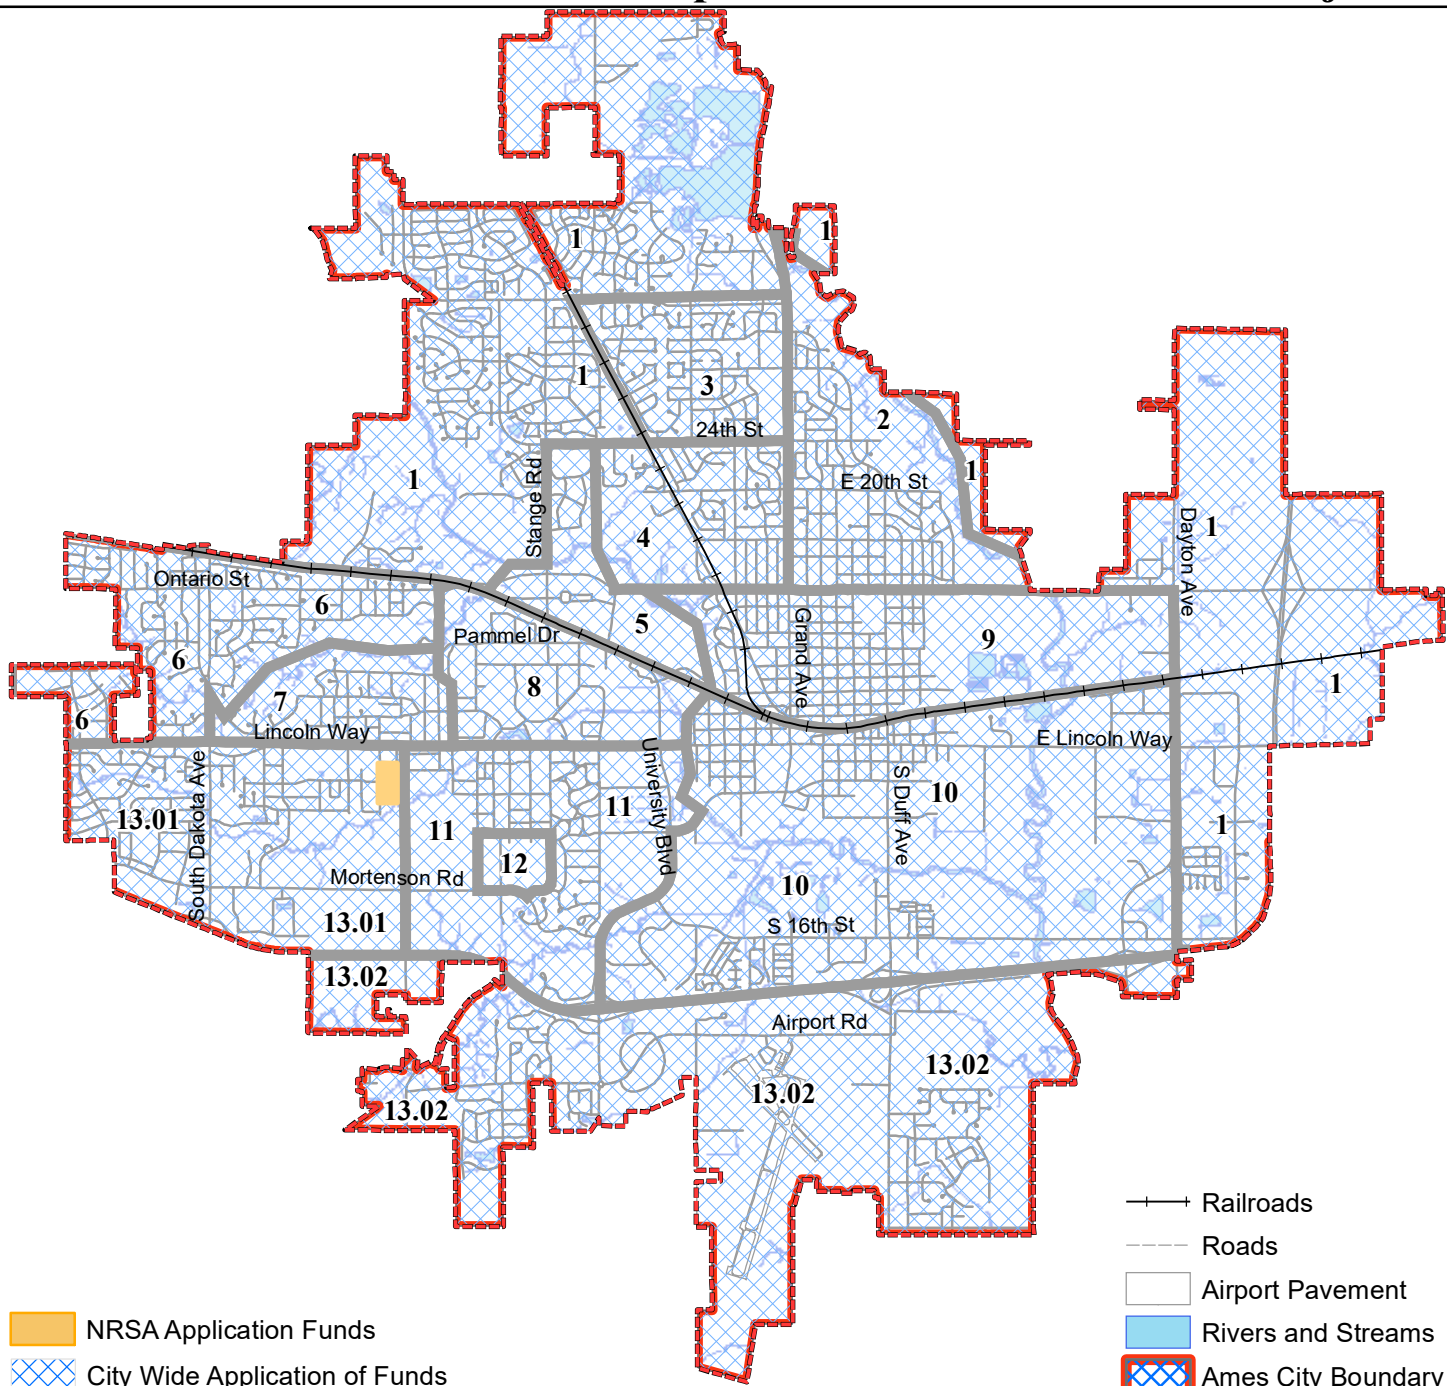 1
1
1
3
2
24th St
1
1
E 20th St
Stange Rd
Dayton Ave
1
4
Ontario St
6
5
Pammel Dr
Grand Ave
9
6
8
7
1
6
Lincoln Way
E Lincoln Way
University Blvd
South Dakota Ave
S Duff Ave
10
13.01
11
11
1
12
Mortenson Rd
10
13.01
S 16th St
13.02
Airport Rd
13.02
13.02
13.02
Railroads
Roads
Airport Pavement
NRSA Application Funds
Rivers and Streams
City Wide Application of Funds
Ames City Boundary